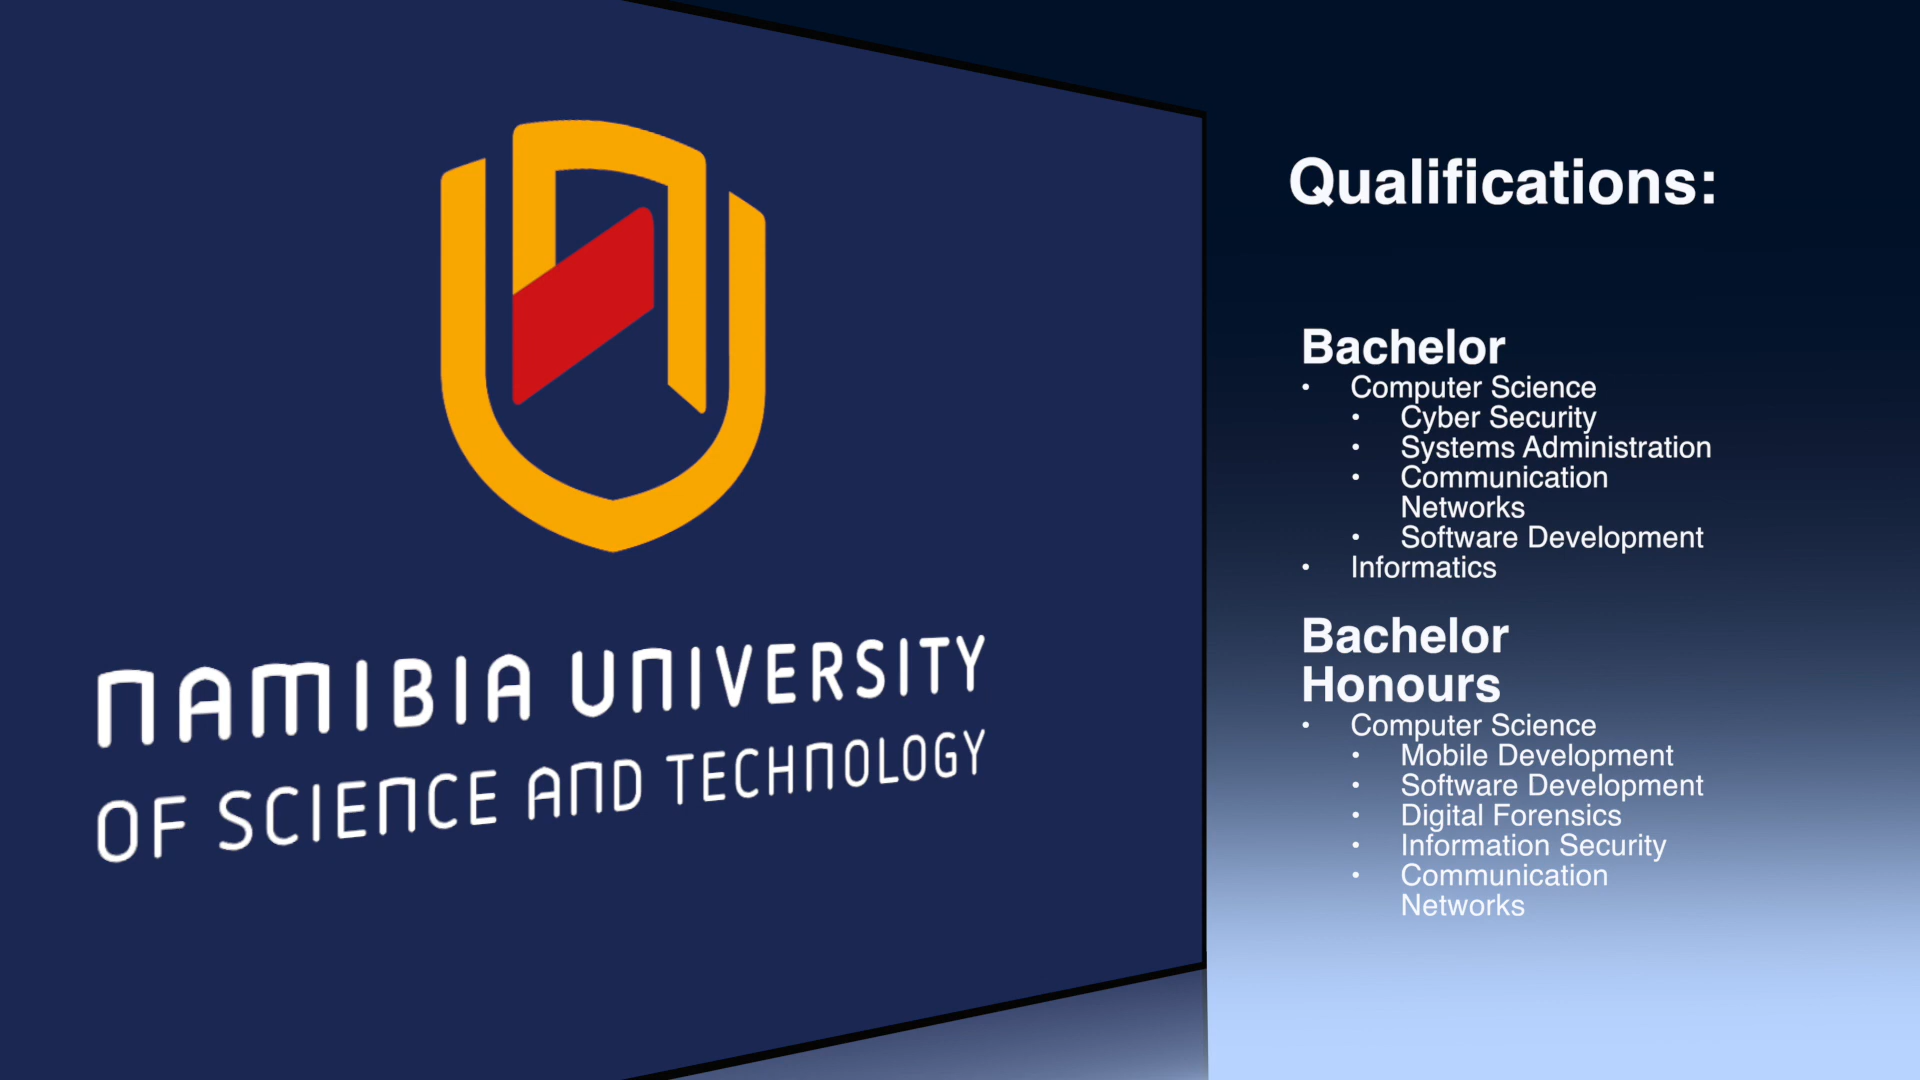 NAMIBIA UNIVERSITY
OF SCIENCE AND TECHNOLOGY
Qualifications:
Bachelor
• Computer Science
• Cyber Security
• Systems Administration
• Communication
Networks
• Software Development
• Informatics
Bachelor
Honours
• Computer Science
• Mobile Development
• Software Development
• Digital Forensics
• Information Security
• Communication
Networks